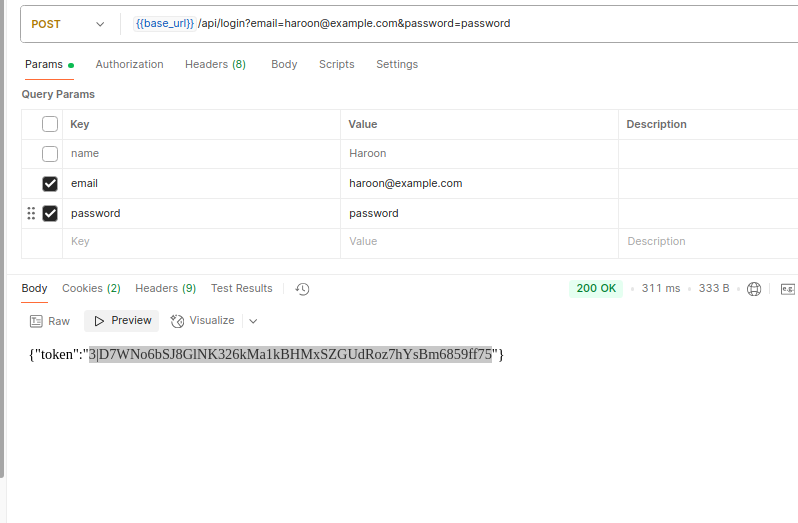 POST {{base_url}} /api/login?email=haroon@example.com&password=password
Params Authorization Headers (8) Body Scripts Settings
Query Params
Key Value Description
name Haroon
email haroon@example.com
password password
Key Value Description
Body Cookies (2) Headers (9) Test Results 200 OK 311 ms 333 B e.g.
Raw Preview Visualize
{"token":"3|D7WNo6bSJ8GlNK326kMa1kBHMxSZGUdRoz7hYsBm6859ff75"}